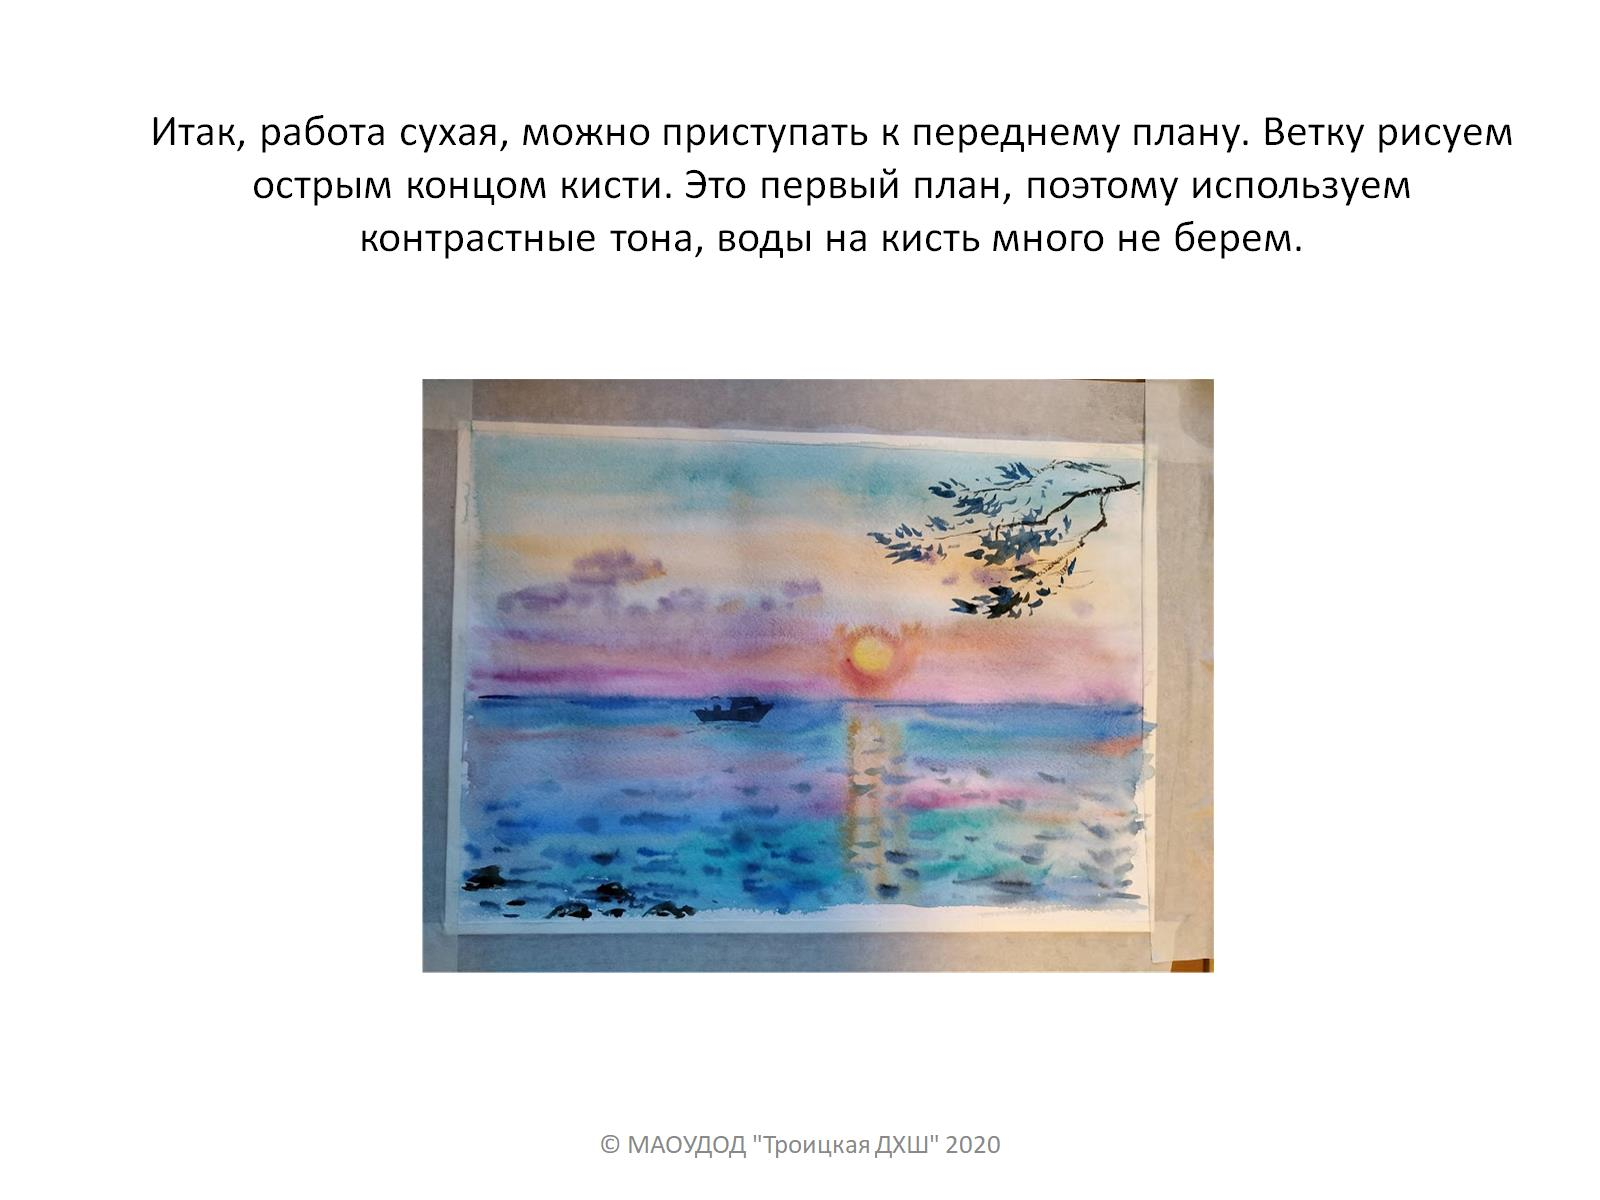 Итак, работа сухая, можно приступать к переднему плану. Ветку рисуем
острым концом кисти. Это первый план, поэтому используем
контрастные тона, воды на кисть много не берем.
© МАОУДОД "Троицкая ДХШ" 2020